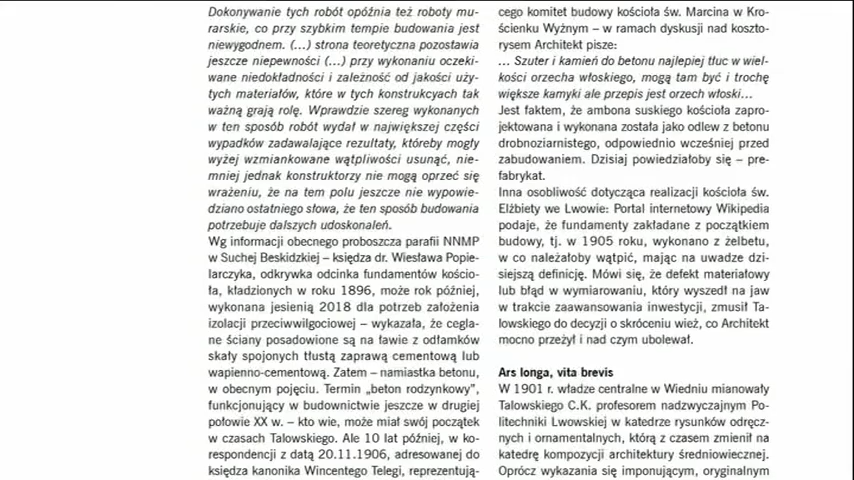 Dokonywanie tych robót opóźnia też roboty mu-
rarskie, co przy szybkim tempie budowania jest
niewygodnem. (...) strona teoretyczna pozostawia
jeszcze niepewności (...) przy wykonaniu oczeki-
wane niedokładności i zależność od jakości uży-
tych materiałów, które w tych konstrukcyach tak
ważną grają rolę. Wprawdzie szereg wykonanych
w ten sposób robót wydał w największej części
wypadków zadawalające rezultaty, któreby mogły
wyżej wzmiankowane wątpliwości usunąć, nie-
mniej jednak konstruktorzy nie mogą oprzeć się
wrażeniu, że na tem polu jeszcze nie wypowie-
dziano ostatniego słowa, że ten sposób budowania
potrzebuje dalszych udoskonaleń.
Wg informacji obecnego proboszcza parafii NNMP
w Suchej Beskidzkiej – księdza dr. Wiesława Popie-
larczyka, odkrywka odcinka fundamentów kościo-
ła, kładzionych w roku 1896, może rok później,
wykonana jesienią 2018 dla potrzeb założenia
izolacji przeciwwilgociowej – wykazała, że cegla-
ne ściany posadowione są na ławie z odłamków
skały spojonych tłustą zaprawą cementową lub
wapienno-cementową. Zatem – namiastka betonu,
w obecnym pojęciu. Termin „beton rodzynkowy”,
funkcjonujący w budownictwie jeszcze w drugiej
połowie XX w. – kto wie, może miał swój początek
w czasach Talowskiego. Ale 10 lat później, w ko-
respondencji z datą 20.11.1906, adresowanej do
księdza kanonika Wincentego Telegi, reprezentują-
cego komitet budowy kościoła św. Marcina w Kro-
ścienku Wyżnym – w ramach dyskusji nad koszto-
rysem Architekt pisze:
... Szuter i kamień do betonu najlepiej tłuc w wiel-
kości orzecha włoskiego, mogą tam być i trochę
większe kamyki ale przepis jest orzech włoski...
Jest faktem, że ambona suskiego kościoła zapro-
jektowana i wykonana została jako odlew z betonu
drobnoziarnistego, odpowiednio wcześniej przed
zabudowaniem. Dzisiaj powiedziałoby się – pre-
fabrykat.
Inna osobliwość dotycząca realizacji kościoła św.
Elżbiety we Lwowie: Portal internetowy Wikipedia
podaje, że fundamenty zakładane z początkiem
budowy, tj. w 1905 roku, wykonano z żelbetu,
w co należałoby wątpić, mając na uwadze dzi-
siejszą definicję. Mówi się, że defekt materiałowy
lub błąd w wymiarowaniu, który wyszedł na jaw
w trakcie zaawansowania inwestycji, zmusił Ta-
lowskiego do decyzji o skróceniu wież, co Architekt
mocno przeżył i nad czym ubolewał.
Ars longa, vita brevis
W 1901 r. władze centralne w Wiedniu mianowały
Talowskiego C.K. profesorem nadzwyczajnym Po-
litechniki Lwowskiej w katedrze rysunków odręcz-
nych i ornamentalnych, którą z czasem zmienił na
katedrę kompozycji architektury średniowiecznej.
Oprócz wykazania się imponującym, oryginalnym